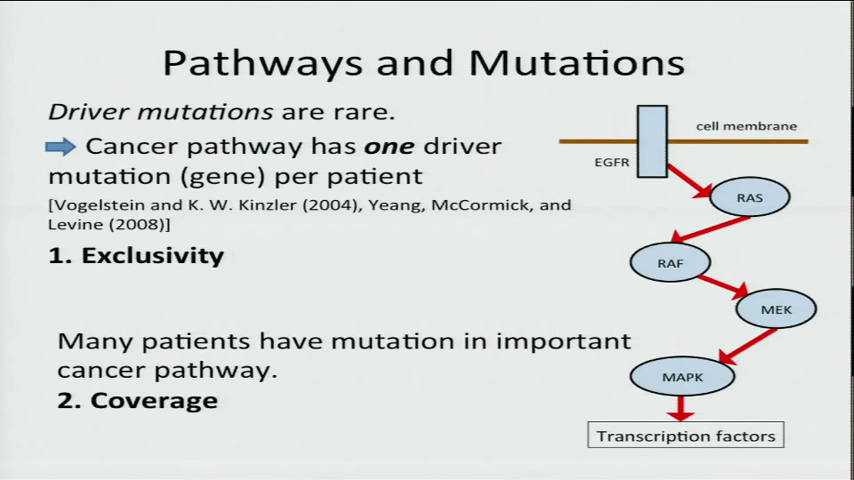 Pathways and Mutations
Driver mutations are rare.
Cancer pathway has one driver
mutation (gene) per patient
[Vogelstein and K. W. Kinzler (2004), Yeang, McCormick, and
Levine (2008)]
1. Exclusivity
Many patients have mutation in important
cancer pathway.
2. Coverage
cell membrane
EGFR
RAS
RAF
MEK
MAPK
Transcription factors